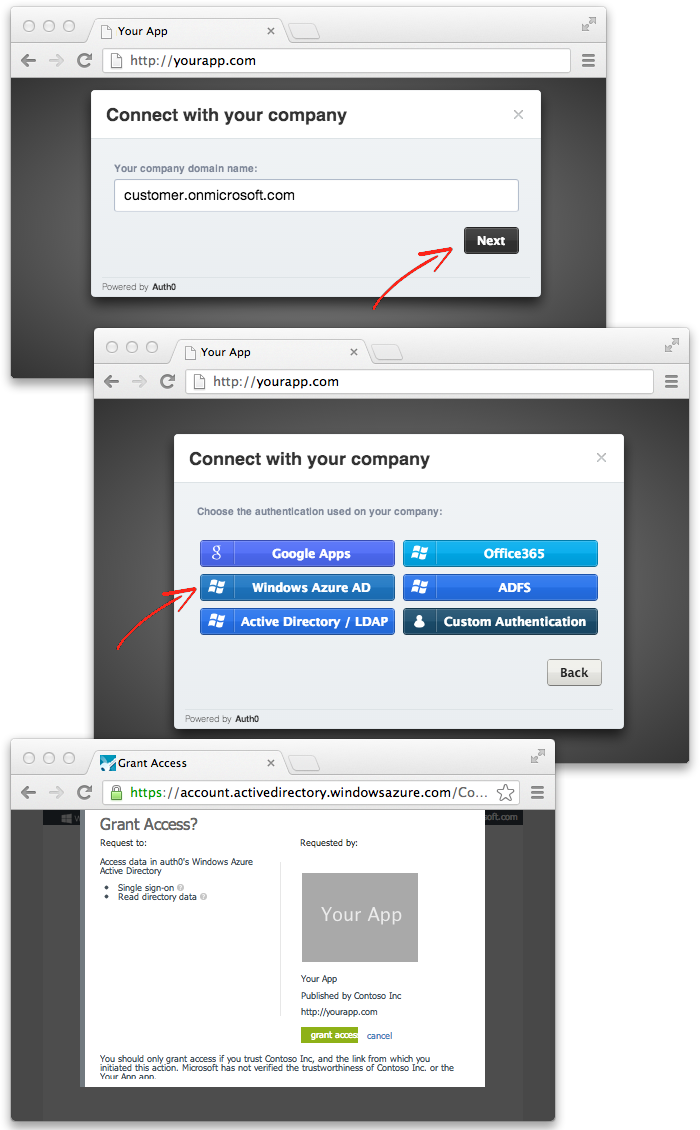 Your App
http://yourapp.com
Connect with your company
Your company domain name:
customer.onmicrosoft.com
Next
Powered by Auth0
Your App
http://yourapp.com
Connect with your company
Choose the authentication used on your company:
Google Apps
Office365
Windows Azure AD
ADFS
Active Directory / LDAP
Custom Authentication
Back
Powered by Auth0
Grant Access
https://account.activedirectory.windowsazure.com/Co...
soft.com
Grant Access?
Request to:
Requested by:
Access data in auth0's Windows Azure
Active Directory
Single sign-on
Read directory data
Your App
Your App
Published by Contoso Inc
http://yourapp.com
grant access
cancel
You should only grant access if you trust Contoso Inc, and the link from which you
initiated this action. Microsoft has not verified the trustworthiness of Contoso Inc. or the
Your App app.